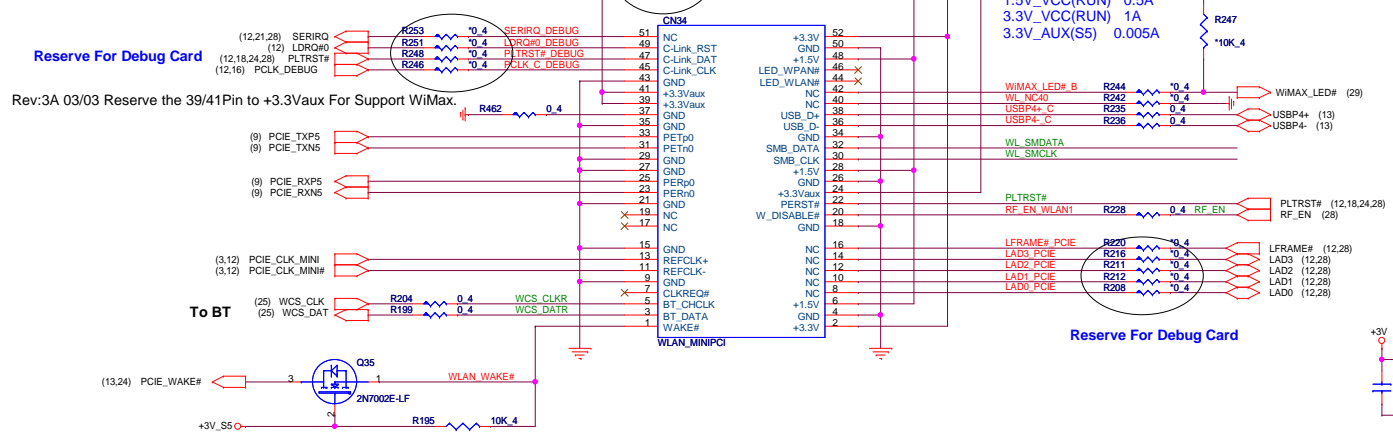 1.5V_VCC(RUN) 0.5A
3.3V_VCC(RUN) 1A
3.3V_AUX(S5) 0.005A
R247
*10K_4
CN34
Reserve For Debug Card
(12,21,28) SERIRQ R253 *0_4 SERIRQ_DEBUG 51 NC
(12) LDRQ#0 R251 *0_4 LDRQ#0_DEBUG 49 C-Link_RST
(12,18,24,28) PLTRST# R248 *0_4 PLTRST#_DEBUG 47 C-Link_DAT
(12,16) PCLK_DEBUG R246 *0_4 PCLK_C_DEBUG 45 C-Link_CLK
43 GND
41 +3.3Vaux
39 +3.3Vaux
Rev:3A 03/03 Reserve the 39/41Pin to +3.3Vaux For Support WiMax.
R462 0_4 37 GND
35 GND
(9) PCIE_TXP5 33 PETp0
(9) PCIE_TXN5 31 PETn0
29 GND
27 GND
(9) PCIE_RXP5 25 PERp0
(9) PCIE_RXN5 23 PERn0
21 GND
19 NC
17 NC
15 GND
(3,12) PCIE_CLK_MINI 13 REFCLK+
(3,12) PCIE_CLK_MINI# 11 REFCLK-
9 GND
7 CLKREQ#
To BT
(25) WCS_CLK R204 0_4 WCS_CLKR 5 BT_CHCLK
(25) WCS_DAT R199 0_4 WCS_DATR 3 BT_DATA
1 WAKE#
WLAN_MINIPCI
+3.3V 52
GND 50
+1.5V 48
LED_WPAN# 46
LED_WLAN# 44
NC 42 WiMAX_LED#_B R244 *0_4 WiMAX_LED# (29)
NC 40 WL_NC40 R242 *0_4
USB_D+ 38 USBP4+_C R235 *0_4 USBP4+ (13)
USB_D- 36 USBP4-_C R236 *0_4 USBP4- (13)
GND 34
SMB_DATA 32 WL_SMDATA
SMB_CLK 30 WL_SMCLK
+1.5V 28
GND 26
+3.3Vaux 24
PERST# 22 PLTRST# PLTRST# (12,18,24,28)
W_DISABLE# 20 RF_EN_WLAN1 R228 0_4 RF_EN RF_EN (28)
GND 18
NC 16 LFRAME#_PCIE R220 *0_4 LFRAME# (12,28)
NC 14 LAD3_PCIE R216 *0_4 LAD3 (12,28)
NC 12 LAD2_PCIE R211 *0_4 LAD2 (12,28)
NC 10 LAD1_PCIE R212 *0_4 LAD1 (12,28)
NC 8 LAD0_PCIE R208 *0_4 LAD0 (12,28)
+1.5V 6
GND 4
+3.3V 2
Reserve For Debug Card
+3V
Q35
(13,24) PCIE_WAKE# 3 1 WLAN_WAKE#
2N7002E-LF
2
+3V_S5 R195 10K_4